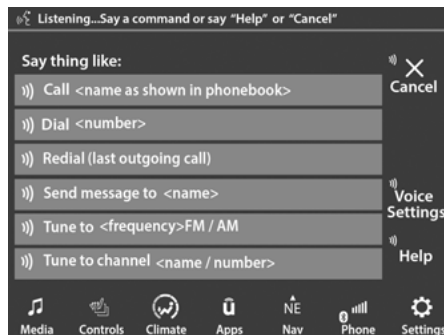 Listening...Say a command or say "Help" or "Cancel"
Say thing like:
Call <name as shown in phonebook>
Dial <number>
Redial (last outgoing call)
Send message to <name>
Tune to <frequency>FM / AM
Tune to channel <name / number>
Cancel
Voice
Settings
Help
NE
Media Controls Climate Apps Nav Phone Settings